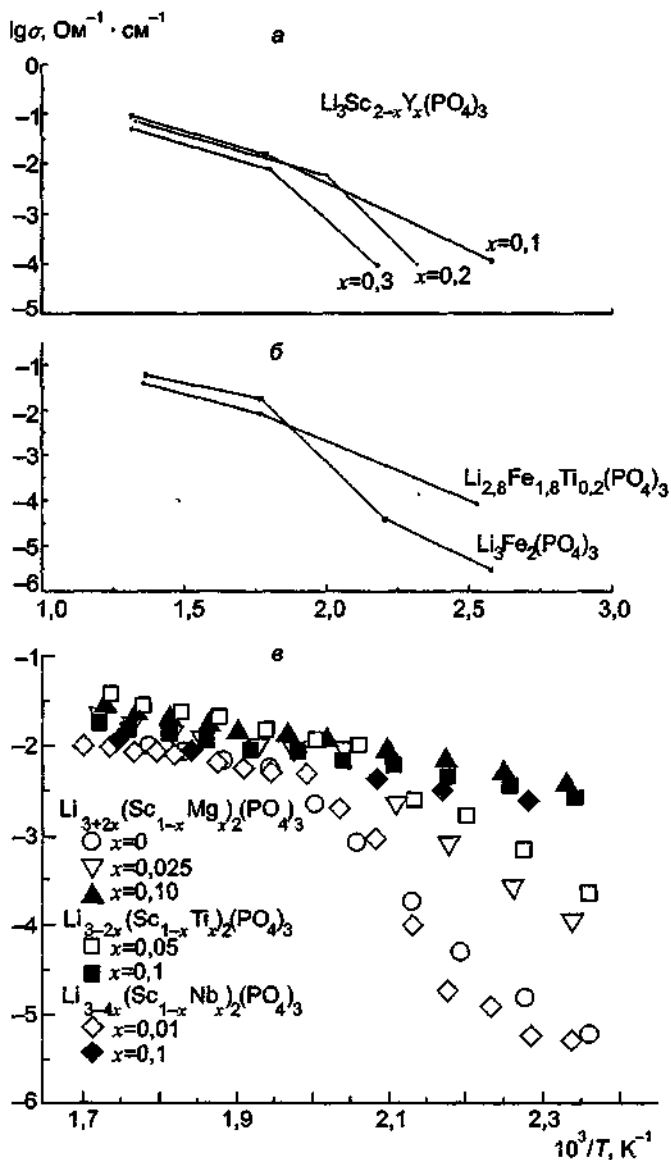 lgσ, Ом⁻¹ · см⁻¹
а
0
Li₃Sc₂₋ₓYₓ(PO₄)₃
–1
–2
–3
–4
x=0,3
x=0,2
x=0,1
–5
б
–1
–2
–3
–4
Li₂,₈Fe₁,₈Ti₀,₂(PO₄)₃
–5
Li₃Fe₂(PO₄)₃
–6
1,0 1,5 2,0 2,5 3,0
в
–1
–2
–3
Li₃₊₂ₓ(Sc₁₋ₓMgₓ)₂(PO₄)₃
x=0
x=0,025
–4
x=0,10
Li₃₋₂ₓ(Sc₁₋ₓTiₓ)₂(PO₄)₃
x=0,05
x=0,1
–5
Li₃₋₄ₓ(Sc₁₋ₓNbₓ)₂(PO₄)₃
x=0,01
x=0,1
–6
1,7 1,9 2,1 2,3
10³/T, К⁻¹